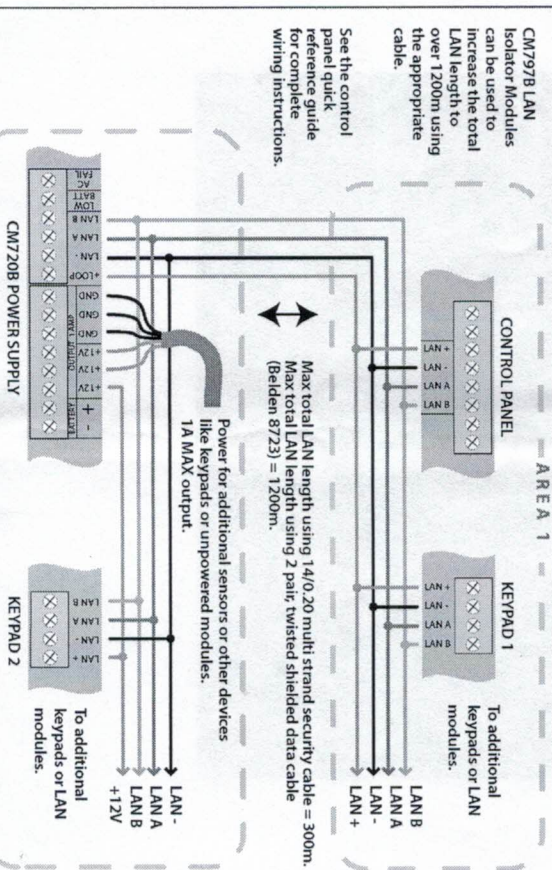 CM797B LAN
Isolator Modules
can be used to
increase the total
LAN length to
over 1200m using
the appropriate
cable.
See the control
panel quick
reference guide
for complete
wiring instructions.
AREA 1
CONTROL PANEL
LAN +
LAN -
LAN A
LAN B
KEYPAD 1
LAN +
LAN -
LAN A
LAN B
To additional
keypads or LAN
modules.
LAN B
LAN A
LAN -
LAN +
Max total LAN length using 14/0.20 multi strand security cable = 300m.
Max total LAN length using 2 pair, twisted shielded data cable
(Belden 8723) = 1200m.
Power for additional sensors or other devices
like keypads or unpowered modules.
1A MAX output.
AC
FAIL
LOW
BATT
LAN B
LAN A
LAN -
+LOOP
GND
GND
GND
+12V
+12V
+12V
+
-
OUTPUT 1 AMP
BATTERY
CM720B POWER SUPPLY
LAN B
LAN A
LAN -
LAN +
KEYPAD 2
To additional
keypads or LAN
modules.
LAN -
LAN A
LAN B
+12V